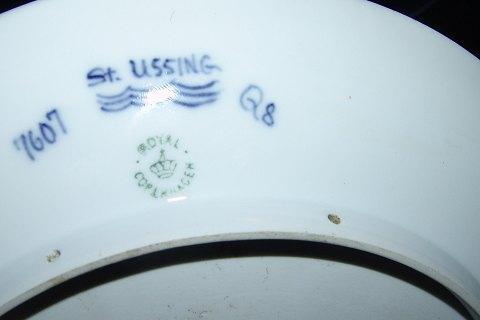 St. USSING
7607
Q8
ROYAL
COPENHAGEN